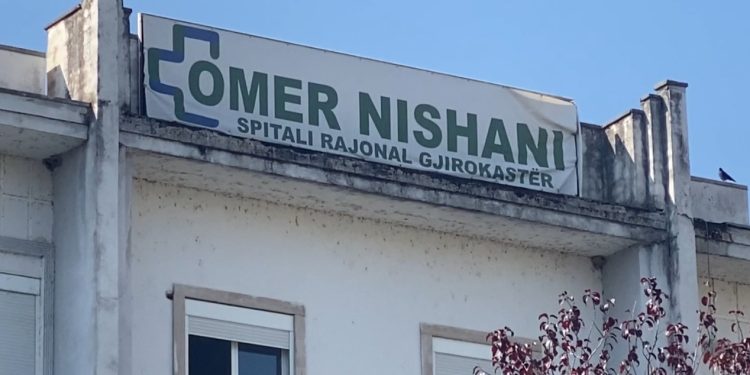 OMER NISHANI
SPITALI RAJONAL GJIROKASTËR